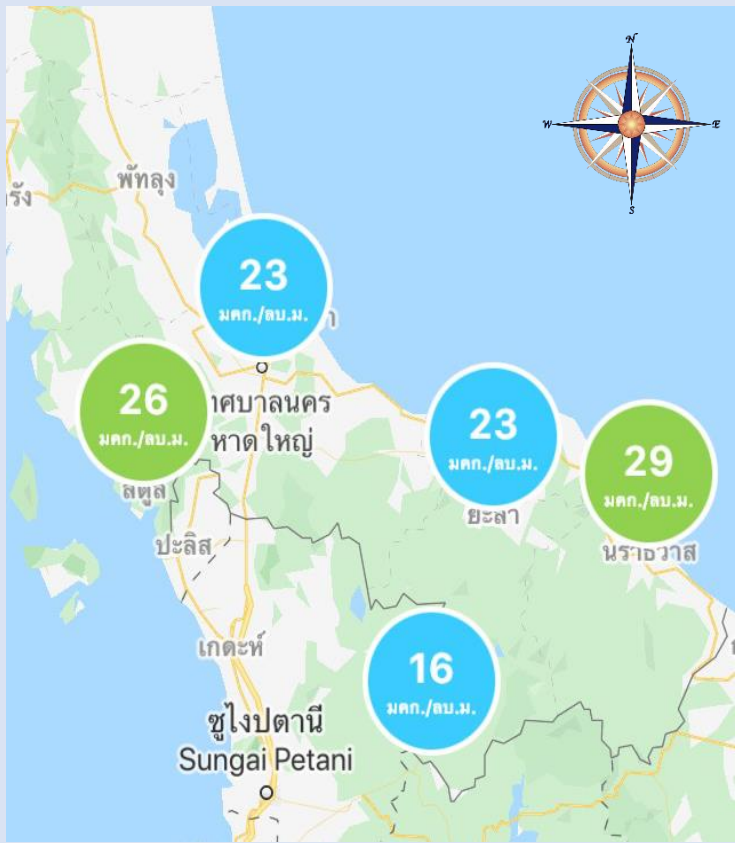 N
W
E
S
พัทลุง
รัง
23
มคก./ลบ.ม.
26
มคก./ลบ.ม.
าศบาลนคร
หาดใหญ่
23
มคก./ลบ.ม.
29
มคก./ลบ.ม.
สตูล
ยะลา
ปะลิส
นราธิวาส
เกดะห์
16
มคก./ลบ.ม.
ซูไงปตานี
Sungai Petani